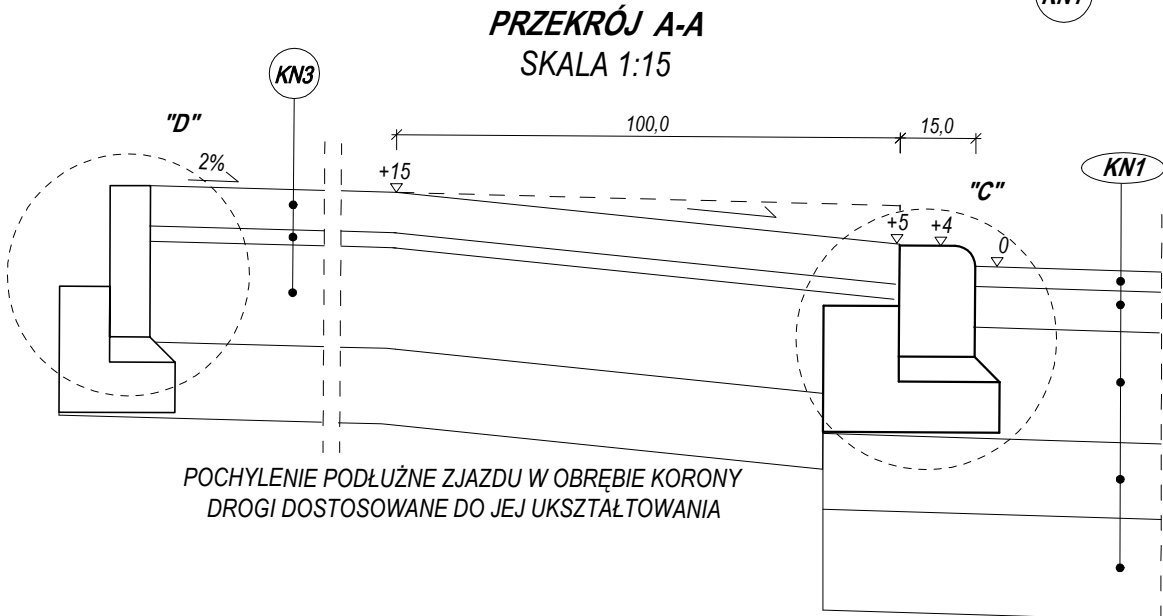 PRZEKRÓJ A-A
SKALA 1:15
KN3
"D"
2%
100,0
15,0
+15
KN1
"C"
+5
+4
0
POCHYLENIE PODŁUŻNE ZJAZDU W OBRĘBIE KORONY
DROGI DOSTOSOWANE DO JEJ UKSZTAŁTOWANIA